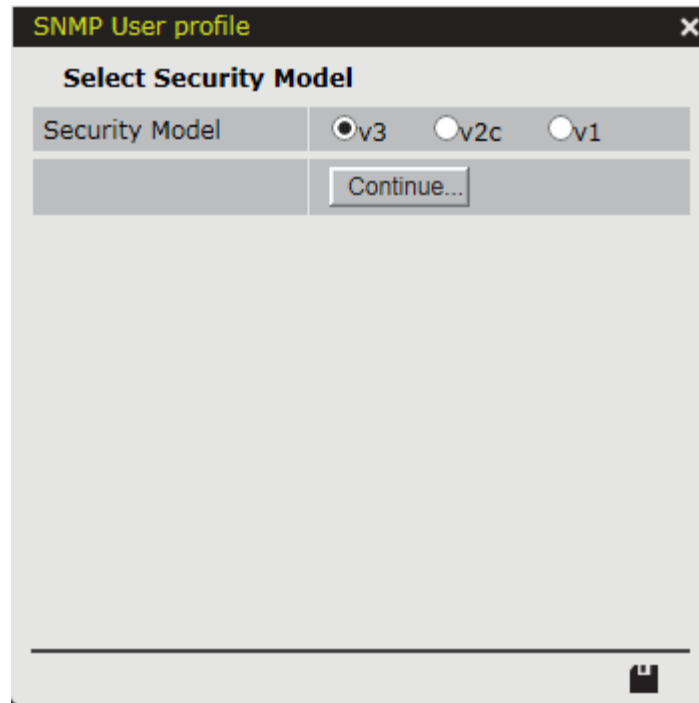 SNMP User profile
Select Security Model
Security Model v3 v2c v1
Continue...